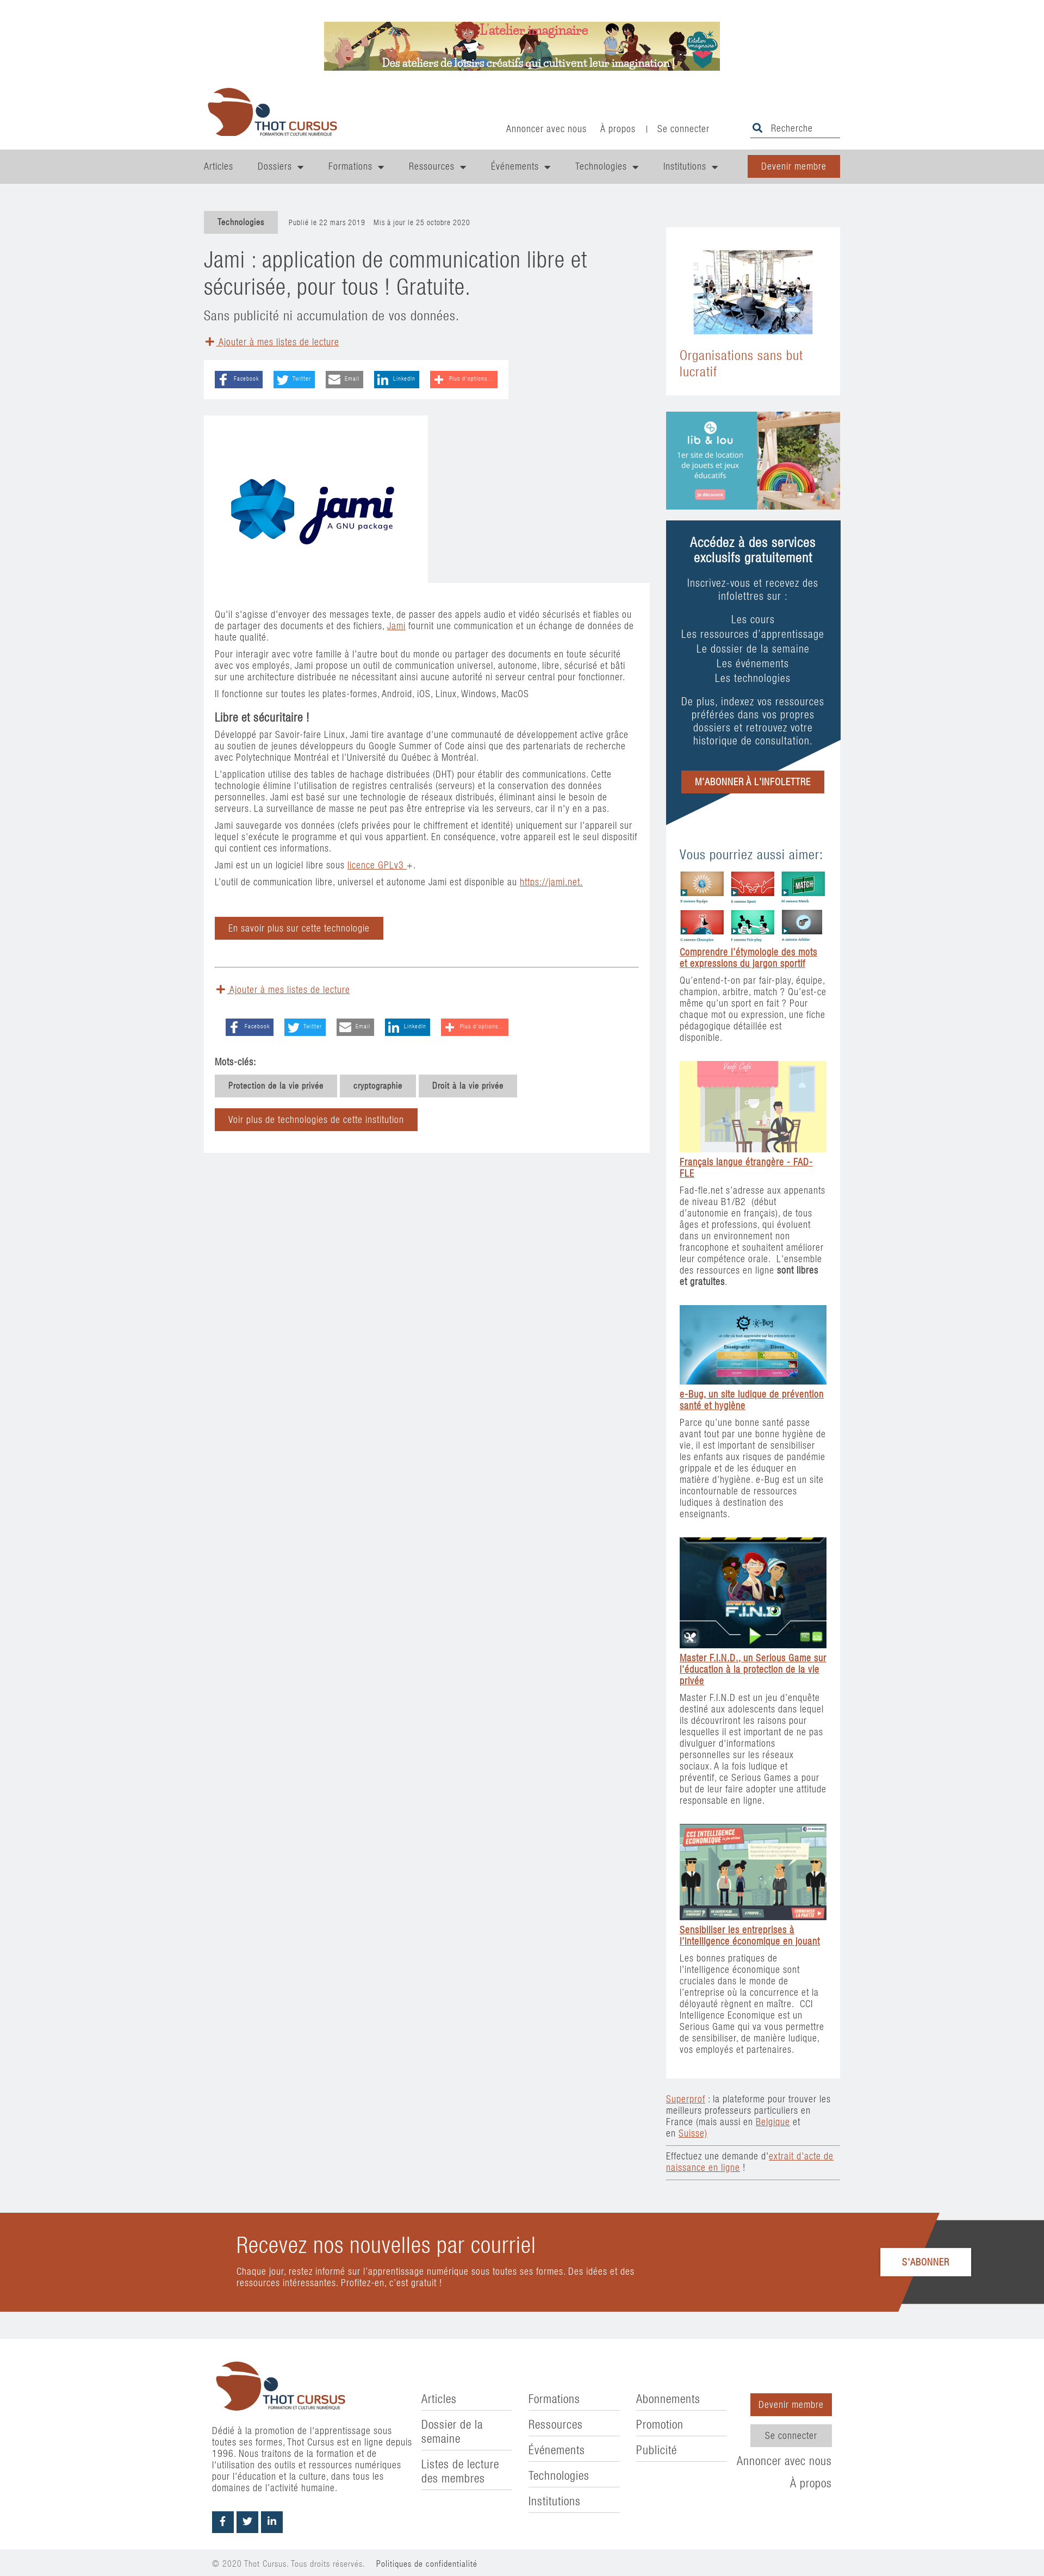 L'atelier imaginaire
Des ateliers de loisirs créatifs qui cultivent leur imagination !
THOT CURSUS
FORMATION ET CULTURE NUMÉRIQUE
Annoncer avec nous
À propos
|
Se connecter
Recherche
Articles
Dossiers
Formations
Ressources
Événements
Technologies
Institutions
Devenir membre
Technologies
Publié le 22 mars 2019 Mis à jour le 25 octobre 2020
Jami : application de communication libre et
sécurisée, pour tous ! Gratuite.
Sans publicité ni accumulation de vos données.
+ Ajouter à mes listes de lecture
Facebook
Twitter
Email
LinkedIn
Plus d'options...
jami
A GNU package
Qu'il s'agisse d'envoyer des messages texte, de passer des appels audio et vidéo sécurisés et fiables ou
de partager des documents et des fichiers, Jami fournit une communication et un échange de données de
haute qualité.
Pour interagir avec votre famille à l'autre bout du monde ou partager des documents en toute sécurité
avec vos employés, Jami propose un outil de communication universel, autonome, libre, sécurisé et bâti
sur une architecture distribuée ne nécessitant ainsi aucune autorité ni serveur central pour fonctionner.
Il fonctionne sur toutes les plates-formes, Android, iOS, Linux, Windows, MacOS
Libre et sécuritaire !
Développé par Savoir-faire Linux, Jami tire avantage d'une communauté de développement active grâce
au soutien de jeunes développeurs du Google Summer of Code ainsi que des partenariats de recherche
avec Polytechnique Montréal et l'Université du Québec à Montréal.
L'application utilise des tables de hachage distribuées (DHT) pour établir des communications. Cette
technologie élimine l'utilisation de registres centralisés (serveurs) et la conservation des données
personnelles. Jami est basé sur une technologie de réseaux distribués, éliminant ainsi le besoin de
serveurs. La surveillance de masse ne peut pas être entreprise via les serveurs, car il n'y en a pas.
Jami sauvegarde vos données (clefs privées pour le chiffrement et identité) uniquement sur l'appareil sur
lequel s'exécute le programme et qui vous appartient. En conséquence, votre appareil est le seul dispositif
qui contient ces informations.
Jami est un un logiciel libre sous licence GPLv3 +.
L'outil de communication libre, universel et autonome Jami est disponible au https://jami.net.
En savoir plus sur cette technologie
+ Ajouter à mes listes de lecture
Facebook
Twitter
Email
LinkedIn
Plus d'options...
Mots-clés:
Protection de la vie privée
cryptographie
Droit à la vie privée
Voir plus de technologies de cette institution
Organisations sans but
lucratif
lib & lou
1er site de location
de jouets et jeux
éducatifs
Je découvre
Accédez à des services
exclusifs gratuitement
Inscrivez-vous et recevez des
infolettres sur :
Les cours
Les ressources d'apprentissage
Le dossier de la semaine
Les événements
Les technologies
De plus, indexez vos ressources
préférées dans vos propres
dossiers et retrouvez votre
historique de consultation.
M'ABONNER À L'INFOLETTRE
Vous pourriez aussi aimer:
MATCH
Comprendre l'étymologie des mots
et expressions du jargon sportif
Qu'entend-t-on par fair-play, équipe,
champion, arbitre, match ? Qu'est-ce
même qu'un sport en fait ? Pour
chaque mot ou expression, une fiche
pédagogique détaillée est
disponible.
Français langue étrangère - FAD-
FLE
Fad-fle.net s'adresse aux appenants
de niveau B1/B2 (début
d'autonomie en français), de tous
âges et professions, qui évoluent
dans un environnement non
francophone et souhaitent améliorer
leur compétence orale. L'ensemble
des ressources en ligne sont libres
et gratuites.
e-Bug
Enseignants
Élèves
e-Bug, un site ludique de prévention
santé et hygiène
Parce qu'une bonne santé passe
avant tout par une bonne hygiène de
vie, il est important de sensibiliser
les enfants aux risques de pandémie
grippale et de les éduquer en
matière d'hygiène. e-Bug est un site
incontournable de ressources
ludiques à destination des
enseignants.
MASTER
F.I.N.D
Master F.I.N.D., un Serious Game sur
l'éducation à la protection de la vie
privée
Master F.I.N.D est un jeu d'enquête
destiné aux adolescents dans lequel
ils découvriront les raisons pour
lesquelles il est important de ne pas
divulguer d'informations
personnelles sur les réseaux
sociaux. A la fois ludique et
préventif, ce Serious Games a pour
but de leur faire adopter une attitude
responsable en ligne.
CCI INTELLIGENCE
ECONOMIQUE
Sensibiliser les entreprises à
l'intelligence économique en jouant
Les bonnes pratiques de
l'intelligence économique sont
cruciales dans le monde de
l'entreprise où la concurrence et la
déloyauté règnent en maître. CCI
Intelligence Economique est un
Serious Game qui va vous permettre
de sensibiliser, de manière ludique,
vos employés et partenaires.
Superprof : la plateforme pour trouver les
meilleurs professeurs particuliers en
France (mais aussi en Belgique et
en Suisse)
Effectuez une demande d'extrait d'acte de
naissance en ligne !
Recevez nos nouvelles par courriel
Chaque jour, restez informé sur l'apprentissage numérique sous toutes ses formes. Des idées et des
ressources intéressantes. Profitez-en, c'est gratuit !
S'ABONNER
THOT CURSUS
FORMATION ET CULTURE NUMÉRIQUE
Dédié à la promotion de l'apprentissage sous
toutes ses formes, Thot Cursus est en ligne depuis
1996. Nous traitons de la formation et de
l'utilisation des outils et ressources numériques
pour l'éducation et la culture, dans tous les
domaines de l'activité humaine.
Articles
Dossier de la
semaine
Listes de lecture
des membres
Formations
Ressources
Événements
Technologies
Institutions
Abonnements
Promotion
Publicité
Devenir membre
Se connecter
Annoncer avec nous
À propos
© 2020 Thot Cursus. Tous droits réservés. Politiques de confidentialité